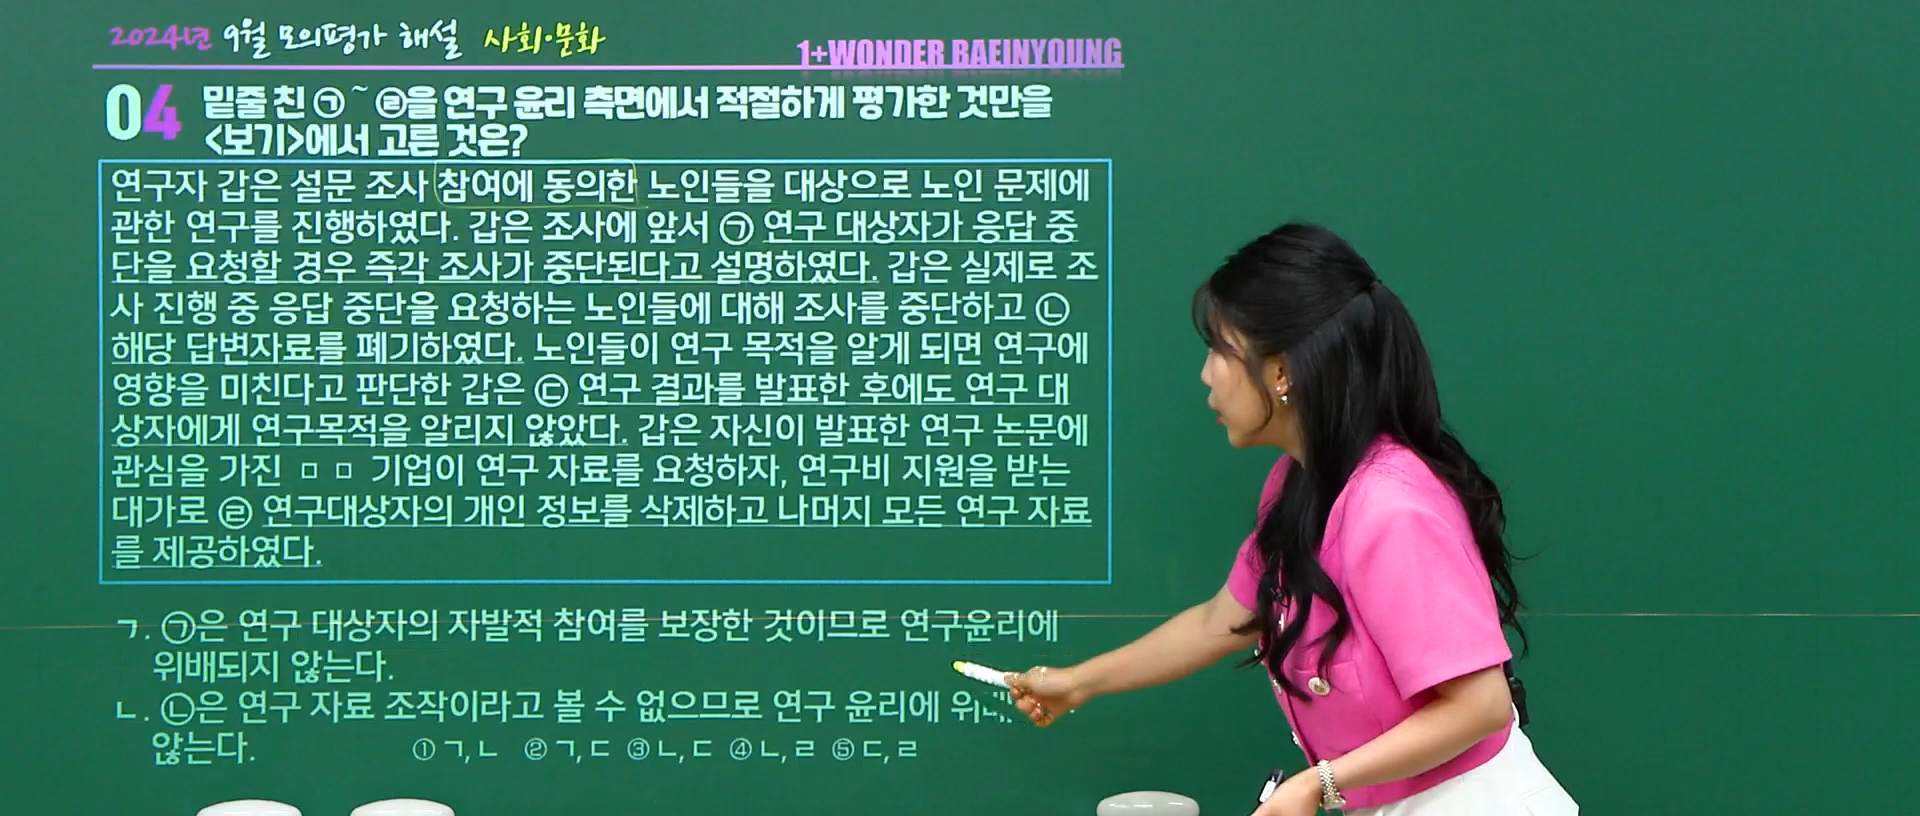 2024년 9월 모의평가 해설 사회·문화
1+WONDER BAEINYOUNG
04 밑줄 친 ㉠ ~ ㉣을 연구 윤리 측면에서 적절하게 평가한 것만을
<보기>에서 고른 것은?
연구자 갑은 설문 조사 참여에 동의한 노인들을 대상으로 노인 문제에
관한 연구를 진행하였다. 갑은 조사에 앞서 ㉠ 연구 대상자가 응답 중
단을 요청할 경우 즉각 조사가 중단된다고 설명하였다. 갑은 실제로 조
사 진행 중 응답 중단을 요청하는 노인들에 대해 조사를 중단하고 ㉡
해당 답변자료를 폐기하였다. 노인들이 연구 목적을 알게 되면 연구에
영향을 미친다고 판단한 갑은 ㉢ 연구 결과를 발표한 후에도 연구 대
상자에게 연구목적을 알리지 않았다. 갑은 자신이 발표한 연구 논문에
관심을 가진 ㅁㅁ 기업이 연구 자료를 요청하자, 연구비 지원을 받는
대가로 ㉣ 연구대상자의 개인 정보를 삭제하고 나머지 모든 연구 자료
를 제공하였다.
ㄱ. ㉠은 연구 대상자의 자발적 참여를 보장한 것이므로 연구윤리에
위배되지 않는다.
ㄴ. ㉡은 연구 자료 조작이라고 볼 수 없으므로 연구 윤리에
않는다. ① ㄱ, ㄴ ② ㄱ, ㄷ ③ ㄴ, ㄷ ④ ㄴ, ㄹ ⑤ ㄷ, ㄹ